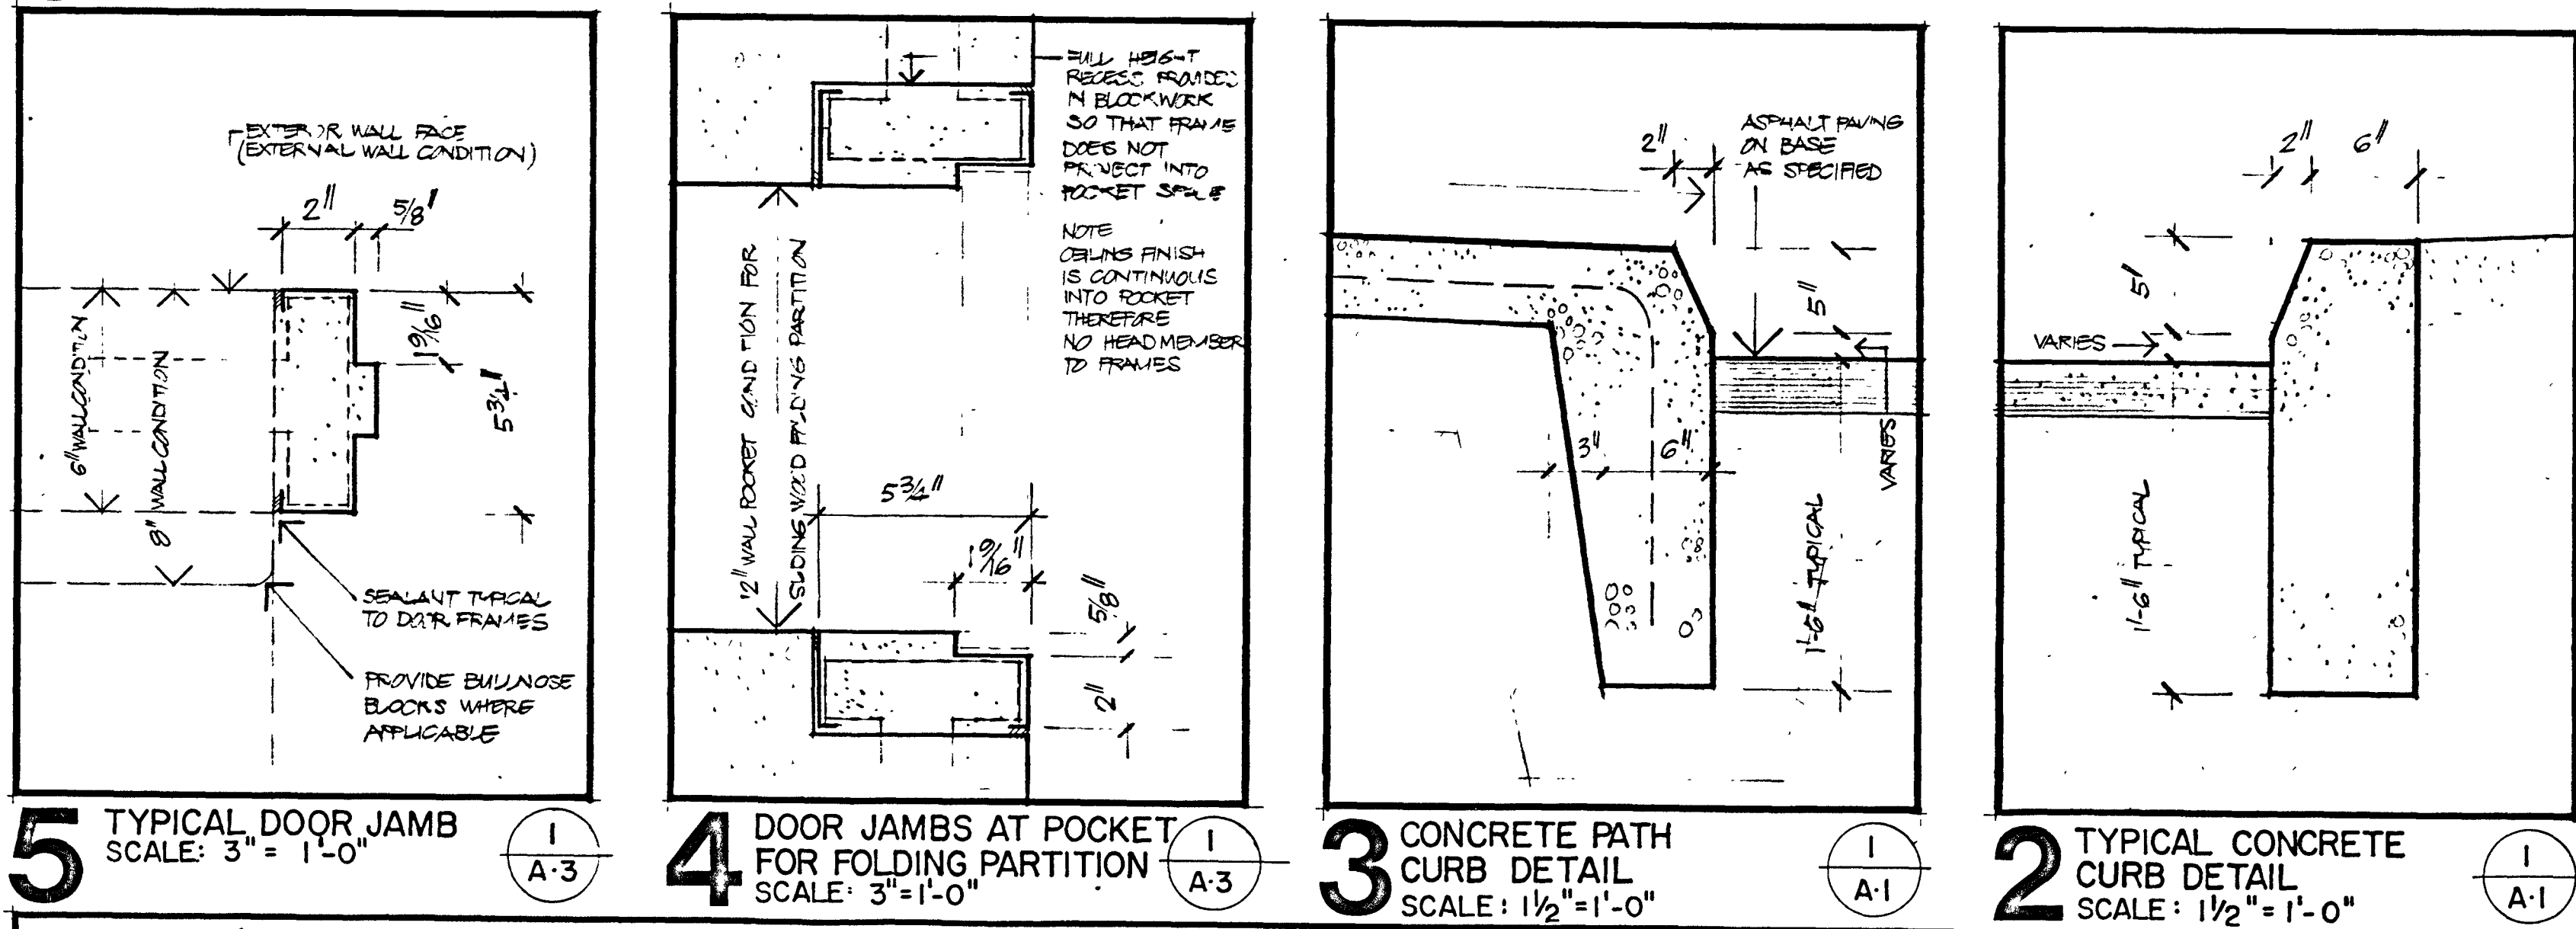 EXTERIOR WALL FACE
(EXTERNAL WALL CONDITION)
2"
5/8"
1 9/16"
5 3/4"
6" WALL CONDITION
8" WALL CONDITION
SEALANT TYPICAL
TO DOOR FRAMES
PROVIDE BULLNOSE
BLOCKS WHERE
APPLICABLE
5
TYPICAL DOOR JAMB
SCALE: 3" = 1'-0"
1
A·3
FULL HEIGHT
RECESS PROVIDED
IN BLOCKWORK
SO THAT FRAME
DOES NOT
PROJECT INTO
POCKET SPACE
NOTE
CEILING FINISH
IS CONTINUOUS
INTO POCKET
THEREFORE
NO HEAD MEMBER
TO FRAMES
12" WALL POCKET CONDITION FOR
SLIDING WOOD FOLDING PARTITION
5 3/4"
1 9/16"
5/8"
2"
4
DOOR JAMBS AT POCKET
FOR FOLDING PARTITION
SCALE: 3"=1'-0"
1
A·3
2"
ASPHALT PAVING
ON BASE
AS SPECIFIED
5"
3"
6"
VARIES
1'-6" TYPICAL
3
CONCRETE PATH
CURB DETAIL
SCALE: 1½"=1'-0"
1
A·1
2"
6"
5"
VARIES
1'-6" TYPICAL
2
TYPICAL CONCRETE
CURB DETAIL
SCALE: 1½"=1'-0"
1
A·1